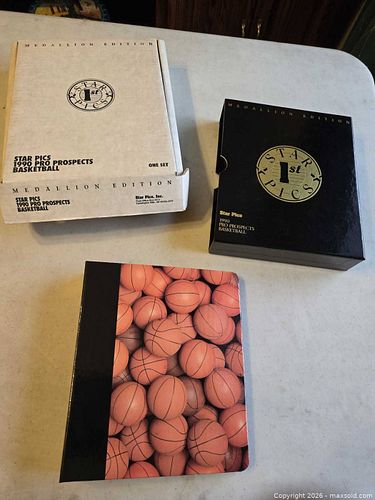 MEDALLION EDITION
STAR
1st
PICS
STAR PICS
1990 PRO PROSPECTS
BASKETBALL
ONE SET
MEDALLION EDITION
STAR PICS
1990 PRO PROSPECTS
BASKETBALL
Star Pics, Inc.
MEDALLION EDITION
STAR
1st
PICS
Star Pics
1990
PRO PROSPECTS
BASKETBALL
Copyright 2026 - maxsold.com